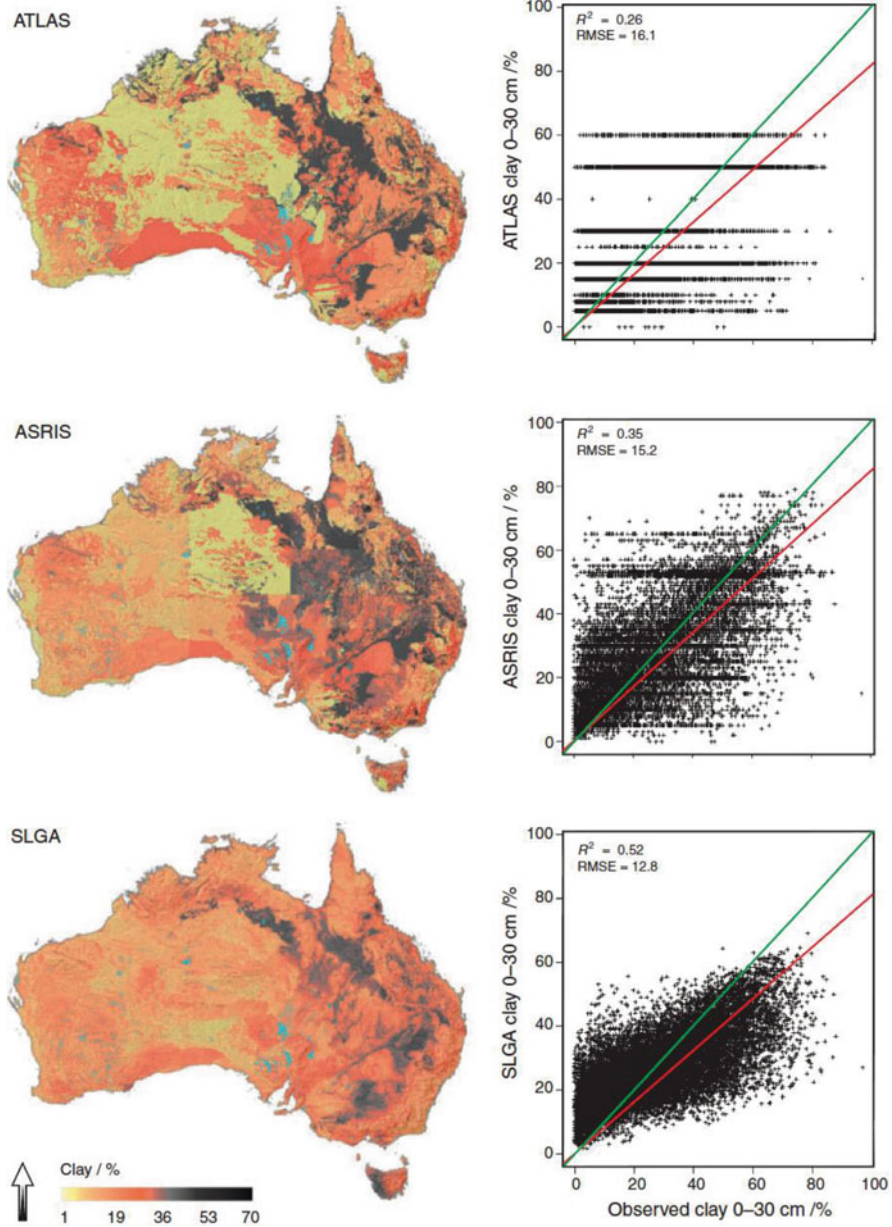 ATLAS
100
80
60
40
20
0
ATLAS clay 0–30 cm /%
R² = 0.26
RMSE = 16.1
ASRIS
100
80
60
40
20
0
ASRIS clay 0–30 cm /%
R² = 0.35
RMSE = 15.2
SLGA
100
80
60
40
20
0
SLGA clay 0–30 cm /%
R² = 0.52
RMSE = 12.8
0 20 40 60 80 100
Observed clay 0–30 cm /%
Clay / %
1 19 36 53 70